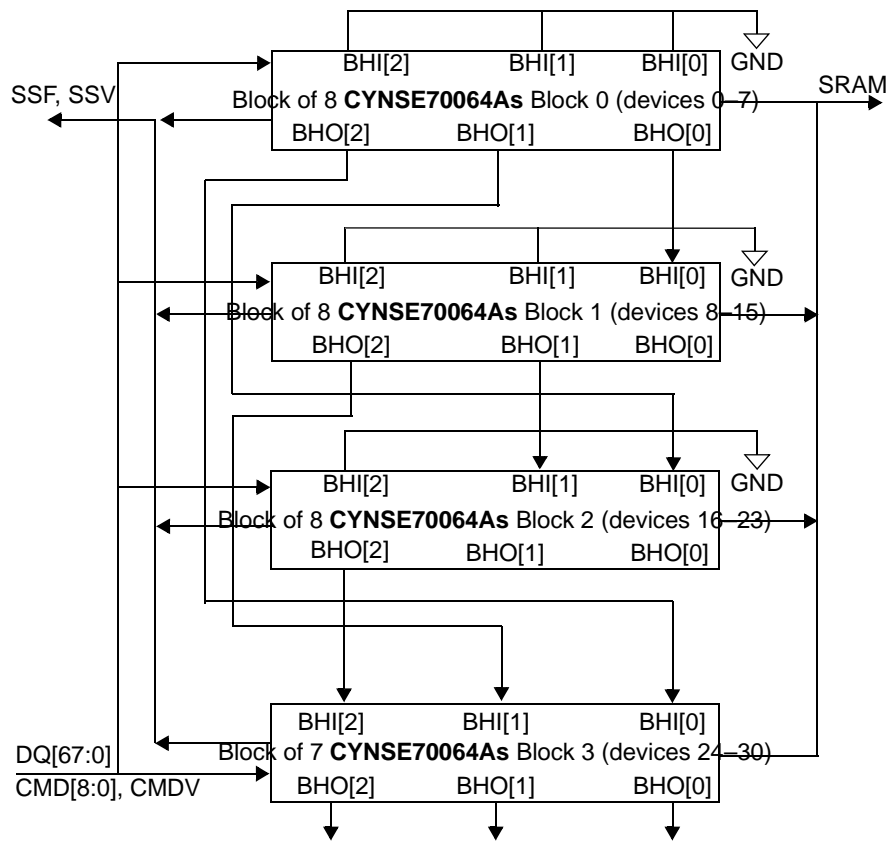 BHI[2] BHI[1] BHI[0] GND
SSF, SSV
SRAM
Block of 8 CYNSE70064As Block 0 (devices 0–7)
BHO[2] BHO[1] BHO[0]
BHI[2] BHI[1] BHI[0] GND
Block of 8 CYNSE70064As Block 1 (devices 8–15)
BHO[2] BHO[1] BHO[0]
BHI[2] BHI[1] BHI[0] GND
Block of 8 CYNSE70064As Block 2 (devices 16–23)
BHO[2] BHO[1] BHO[0]
BHI[2] BHI[1] BHI[0]
DQ[67:0]
Block of 7 CYNSE70064As Block 3 (devices 24–30)
CMD[8:0], CMDV
BHO[2] BHO[1] BHO[0]